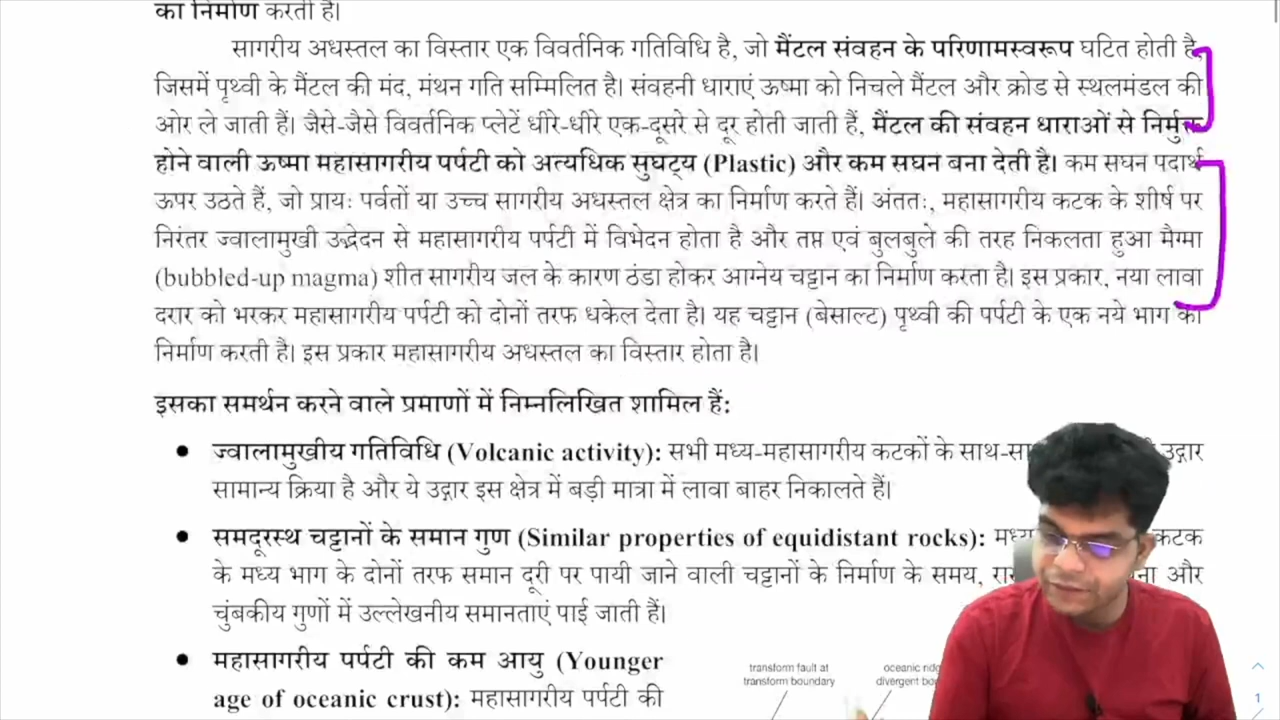 का निर्माण करती है।
सागरीय अधस्तल का विस्तार एक विवर्तनिक गतिविधि है, जो मैंटल संवहन के परिणामस्वरूप घटित होती है,
जिसमें पृथ्वी के मैंटल की मंद, मंथन गति सम्मिलित है। संवहनी धाराएं ऊष्मा को निचले मैंटल और क्रोड से स्थलमंडल की
ओर ले जाती हैं। जैसे-जैसे विवर्तनिक प्लेटें धीरे-धीरे एक-दूसरे से दूर होती जाती हैं, मैंटल की संवहन धाराओं से निर्मुक्त
होने वाली ऊष्मा महासागरीय पर्पटी को अत्यधिक सुघट्य (Plastic) और कम सघन बना देती है। कम सघन पदार्थ
ऊपर उठते हैं, जो प्रायः पर्वतों या उच्च सागरीय अधस्तल क्षेत्र का निर्माण करते हैं। अंततः, महासागरीय कटक के शीर्ष पर
निरंतर ज्वालामुखी उद्भेदन से महासागरीय पर्पटी में विभेदन होता है और तप्त एवं बुलबुले की तरह निकलता हुआ मैग्मा
(bubbled-up magma) शीत सागरीय जल के कारण ठंडा होकर आग्नेय चट्टान का निर्माण करता है। इस प्रकार, नया लावा
दरार को भरकर महासागरीय पर्पटी को दोनों तरफ धकेल देता है। यह चट्टान (बेसाल्ट) पृथ्वी की पर्पटी के एक नये भाग का
निर्माण करती है। इस प्रकार महासागरीय अधस्तल का विस्तार होता है।
इसका समर्थन करने वाले प्रमाणों में निम्नलिखित शामिल हैं:
• ज्वालामुखीय गतिविधि (Volcanic activity): सभी मध्य-महासागरीय कटकों के उद्गार
सामान्य क्रिया है और ये उद्गार इस क्षेत्र में बड़ी मात्रा में लावा बाहर निकालते हैं।
• समदूरस्थ चट्टानों के समान गुण (Similar properties of equidistant rocks): कटक
के मध्य भाग के दोनों तरफ समान दूरी पर पायी जाने वाली चट्टानों के निर्माण के समय, और
चुंबकीय गुणों में उल्लेखनीय समानताएं पाई जाती हैं।
• महासागरीय पर्पटी की कम आयु (Younger
age of oceanic crust): महासागरीय पर्पटी की
transform fault at
transform boundary
oceanic
divergent
1